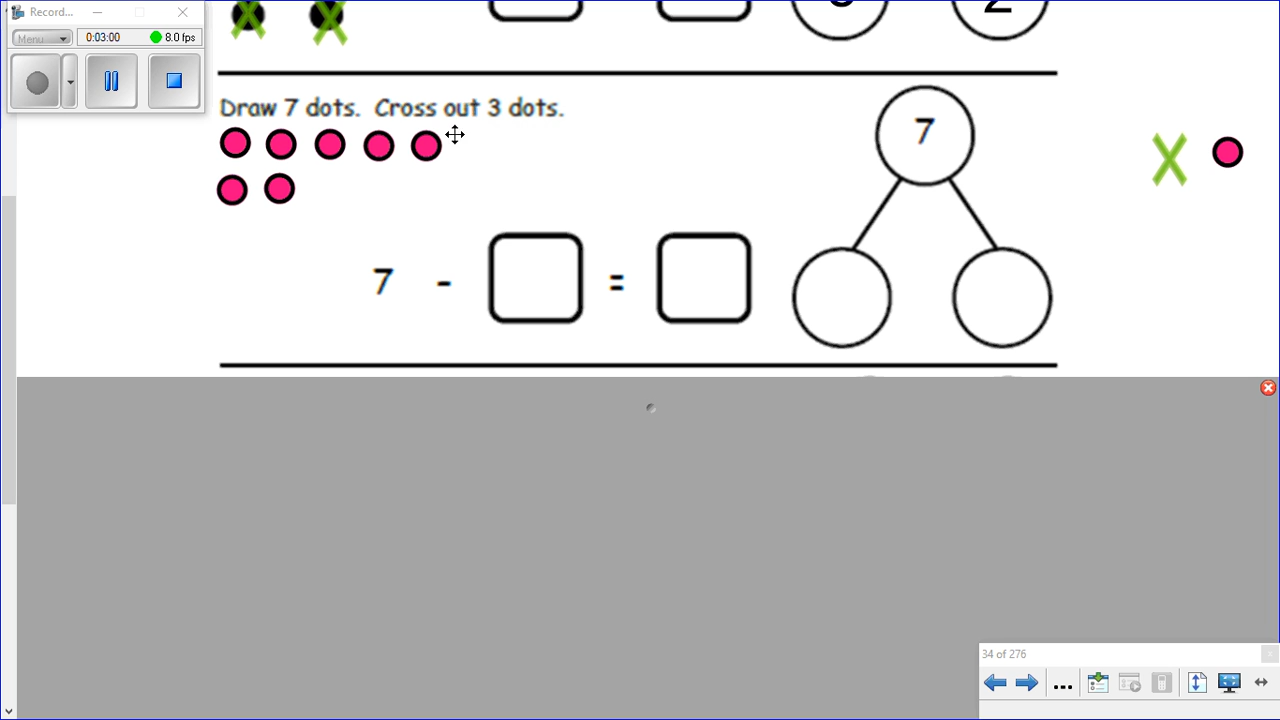 Record...
Menu
0:03:00
8.0 fps
2
Draw 7 dots. Cross out 3 dots.
7
7 - =
34 of 276
...